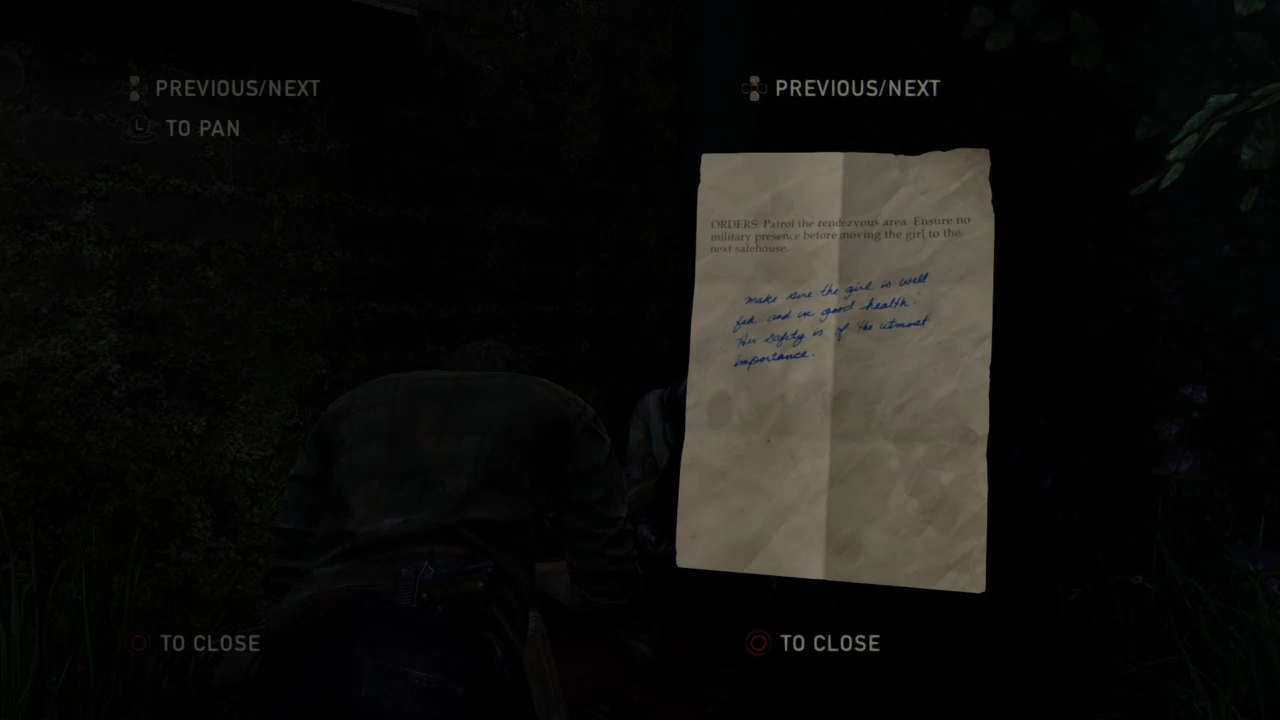 PREVIOUS/NEXT
L TO PAN
TO CLOSE
PREVIOUS/NEXT
ORDERS: Patrol the rendezvous area. Ensure no
military presence before moving the girl to the
next safehouse.
make sure the girl is well
fed and in good health.
Her safety is of the utmost
importance.
TO CLOSE